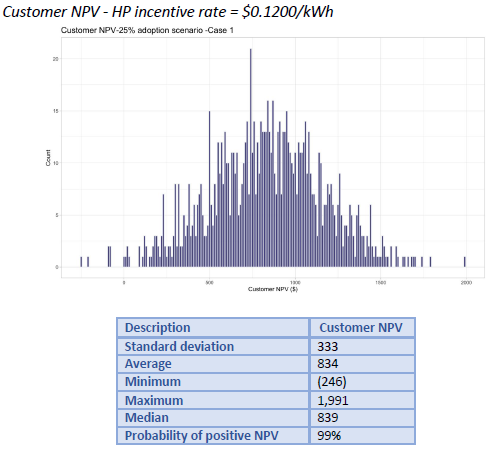 Customer NPV - HP incentive rate = $0.1200/kWh
Customer NPV-25% adoption scenario -Case 1
20
15
10
5
0
Count
0 500 1000 1500 2000
Customer NPV ($)
Description Customer NPV
Standard deviation 333
Average 834
Minimum (246)
Maximum 1,991
Median 839
Probability of positive NPV 99%